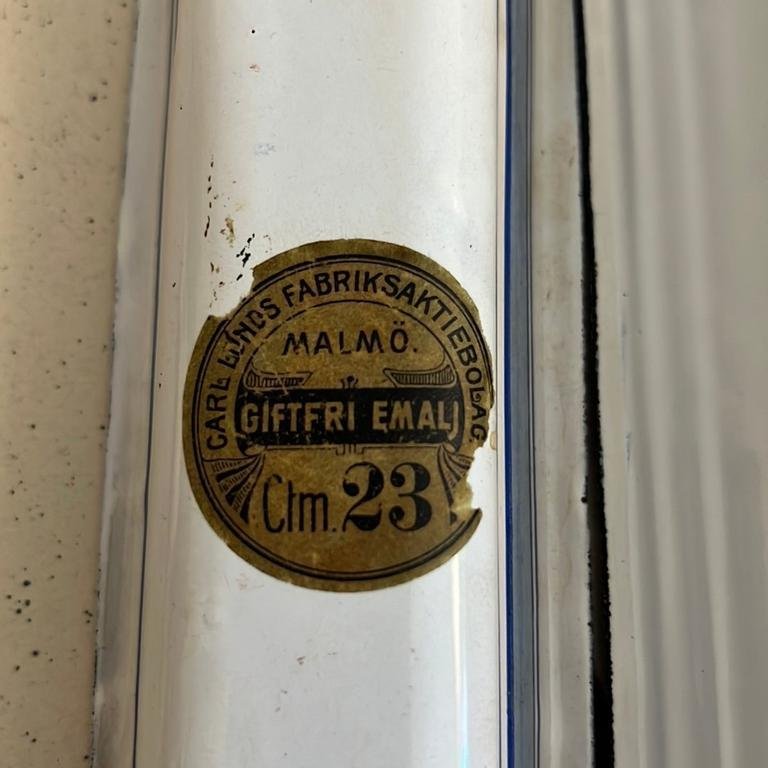 CARL LUNDS FABRIKSAKTIEBOLAG
MALMÖ.
GIFTFRI EMALJ
Ctm. 23